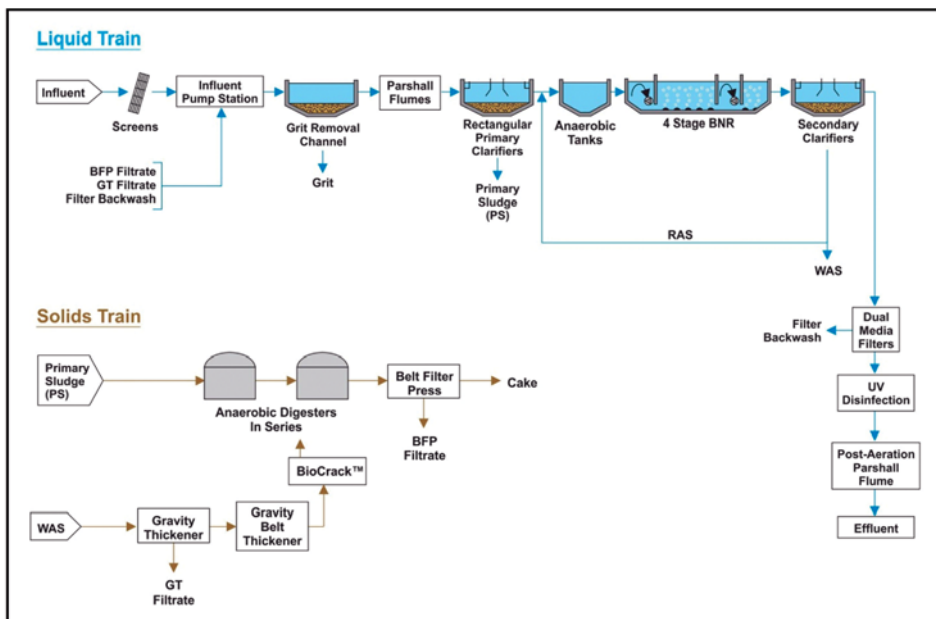 Liquid Train
Influent
Screens
Influent
Pump Station
Grit Removal
Channel
Grit
Parshall
Flumes
Rectangular
Primary
Clarifiers
Primary
Sludge
(PS)
Anaerobic
Tanks
4 Stage BNR
Secondary
Clarifiers
BFP Filtrate
GT Filtrate
Filter Backwash
RAS
WAS
Dual
Media
Filters
Filter
Backwash
UV
Disinfection
Post-Aeration
Parshall
Flume
Effluent
Solids Train
Primary
Sludge
(PS)
Anaerobic Digesters
In Series
Belt Filter
Press
Cake
BFP
Filtrate
BioCrack™
WAS
Gravity
Thickener
Gravity
Belt
Thickener
GT
Filtrate